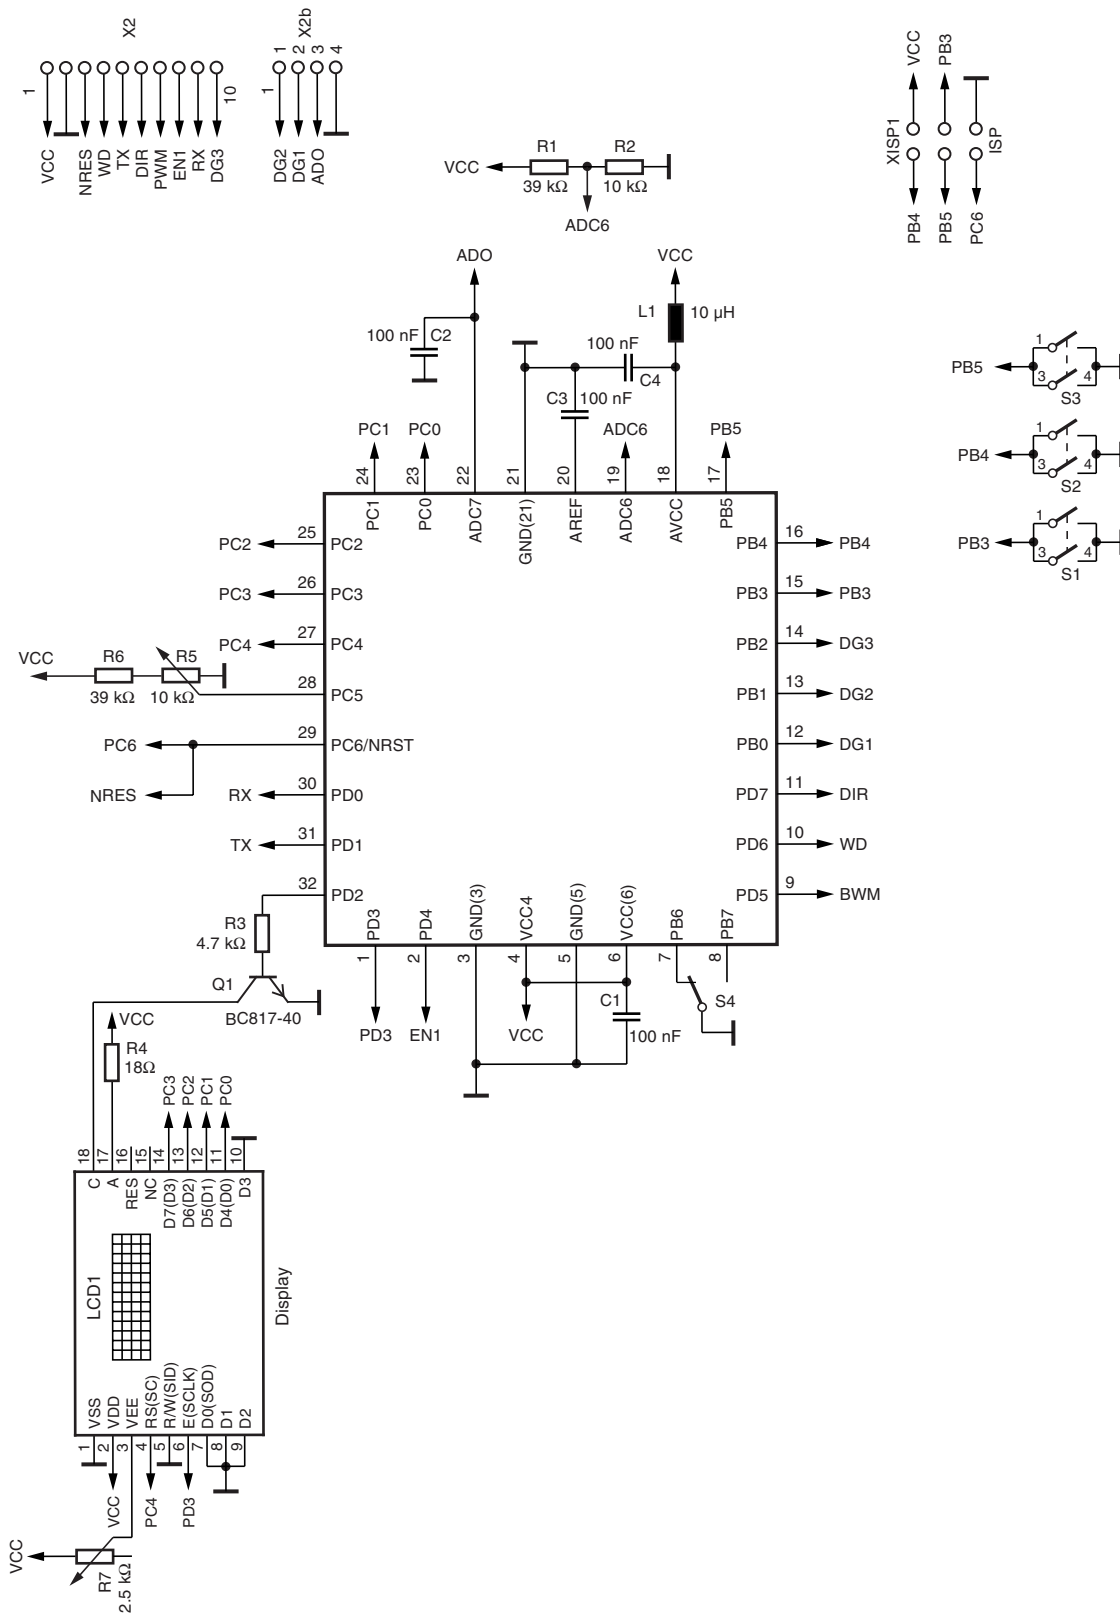 X2
1
10
VCC
NRES
WD
TX
DIR
PWM
EN1
RX
DG3
X2b
1
2
3
4
1
DG2
DG1
ADO
VCC
R1
39 kΩ
R2
10 kΩ
ADC6
VCC
PB3
XISP1
ISP
PB4
PB5
PC6
ADO
100 nF
C2
VCC
L1
10 µH
100 nF
C4
C3
100 nF
PC1
PC0
ADC6
PB5
24
23
22
21
20
19
18
17
PC1
PC0
ADC7
GND(21)
AREF
ADC6
AVCC
PB5
PB5
1
3
4
S3
PB4
1
3
4
S2
PB3
1
3
4
S1
PC2
25
PC2
PC3
26
PC3
PC4
27
PC4
VCC
R6
39 kΩ
R5
10 kΩ
28
PC5
PC6
29
PC6/NRST
NRES
RX
30
PD0
TX
31
PD1
32
PD2
PB4
16
PB4
PB3
15
PB3
PB2
14
DG3
PB1
13
DG2
PB0
12
DG1
PD7
11
DIR
PD6
10
WD
PD5
9
BWM
PD3
PD4
GND(3)
VCC4
GND(5)
VCC(6)
PB6
PB7
1
2
3
4
5
6
7
8
PD3
EN1
VCC
C1
100 nF
S4
R3
4.7 kΩ
Q1
BC817-40
VCC
R4
18Ω
PC3
PC2
PC1
PC0
18
17
16
15
14
13
12
11
10
C
A
RES
NC
D7(D3)
D6(D2)
D5(D1)
D4(D0)
D3
LCD1
Display
VSS
VDD
VEE
RS(SC)
R/W(SID)
E(SCLK)
D0(SOD)
D1
D2
1
2
3
4
5
6
7
8
9
VCC
PC4
PD3
VCC
R7
2.5 kΩ